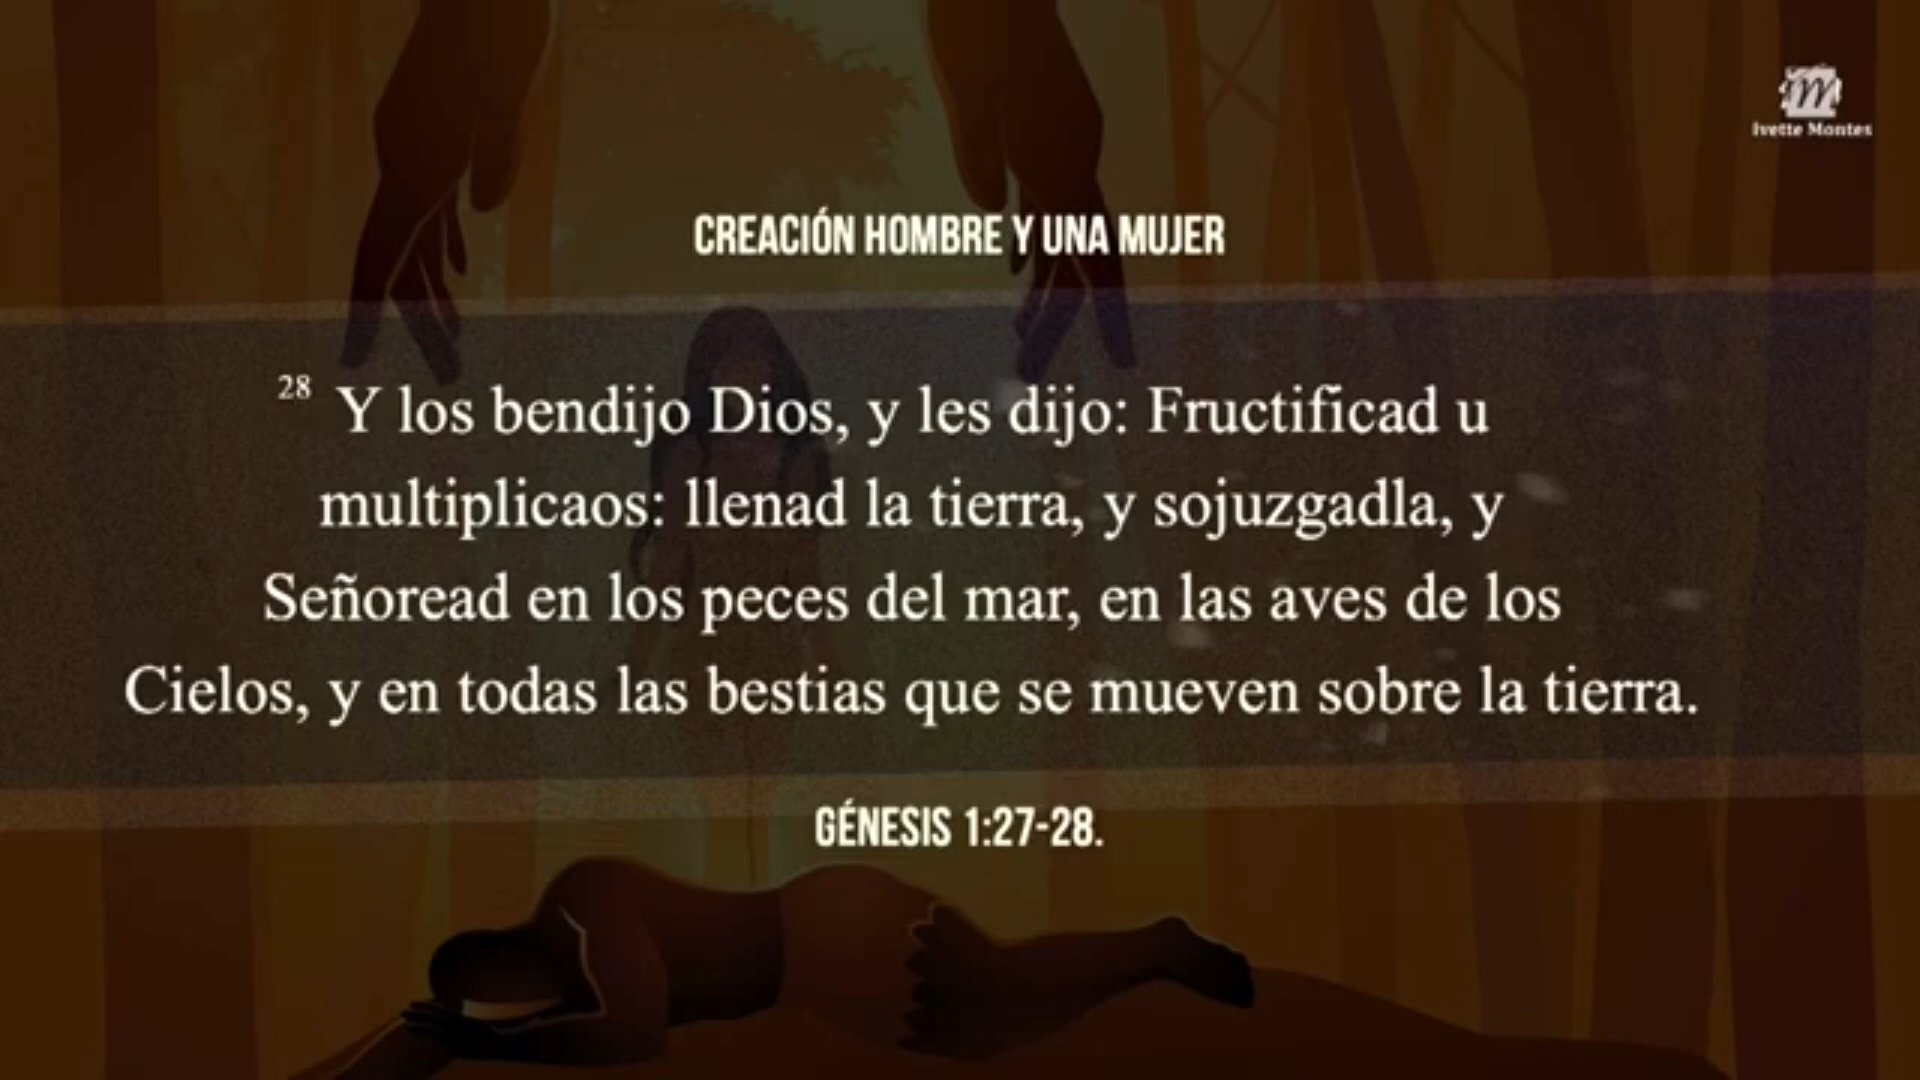 Ivette Montes
CREACIÓN HOMBRE Y UNA MUJER
28 Y los bendijo Dios, y les dijo: Fructificad u
multiplicaos: llenad la tierra, y sojuzgadla, y
Señoread en los peces del mar, en las aves de los
Cielos, y en todas las bestias que se mueven sobre la tierra.
GÉNESIS 1:27-28.